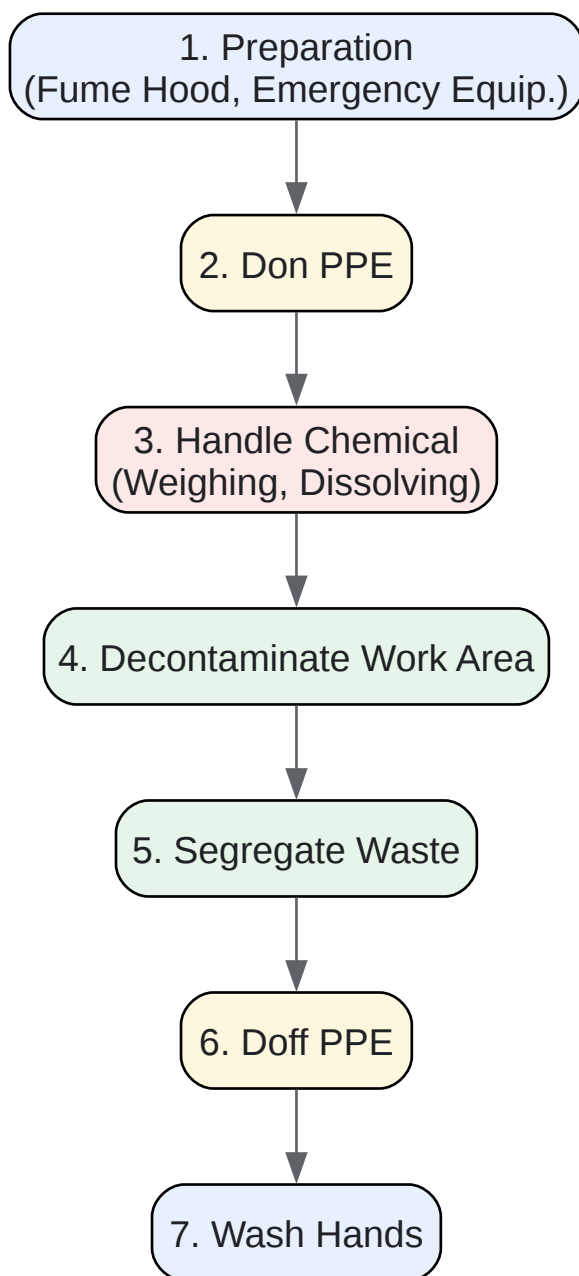 1. Preparation
(Fume Hood, Emergency Equip.)
2. Don PPE
3. Handle Chemical
(Weighing, Dissolving)
4. Decontaminate Work Area
5. Segregate Waste
6. Doff PPE
7. Wash Hands